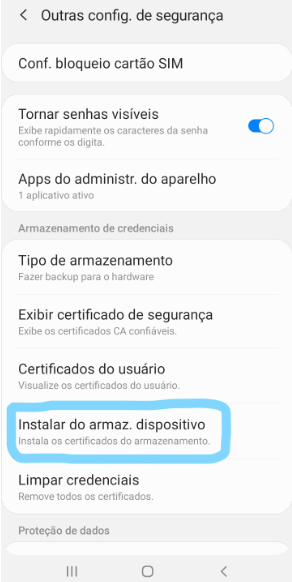 Outras config. de segurança
Conf. bloqueio cartão SIM
Tornar senhas visíveis
Exibe rapidamente os caracteres da senha
conforme os digita.
Apps do administr. do aparelho
1 aplicativo ativo
Armazenamento de credenciais
Tipo de armazenamento
Fazer backup para o hardware
Exibir certificado de segurança
Exibe os certificados CA confiáveis.
Certificados do usuário
Visualize os certificados do usuário.
Instalar do armaz. dispositivo
Instala os certificados do armazenamento.
Limpar credenciais
Remove todos os certificados.
Proteção de dados